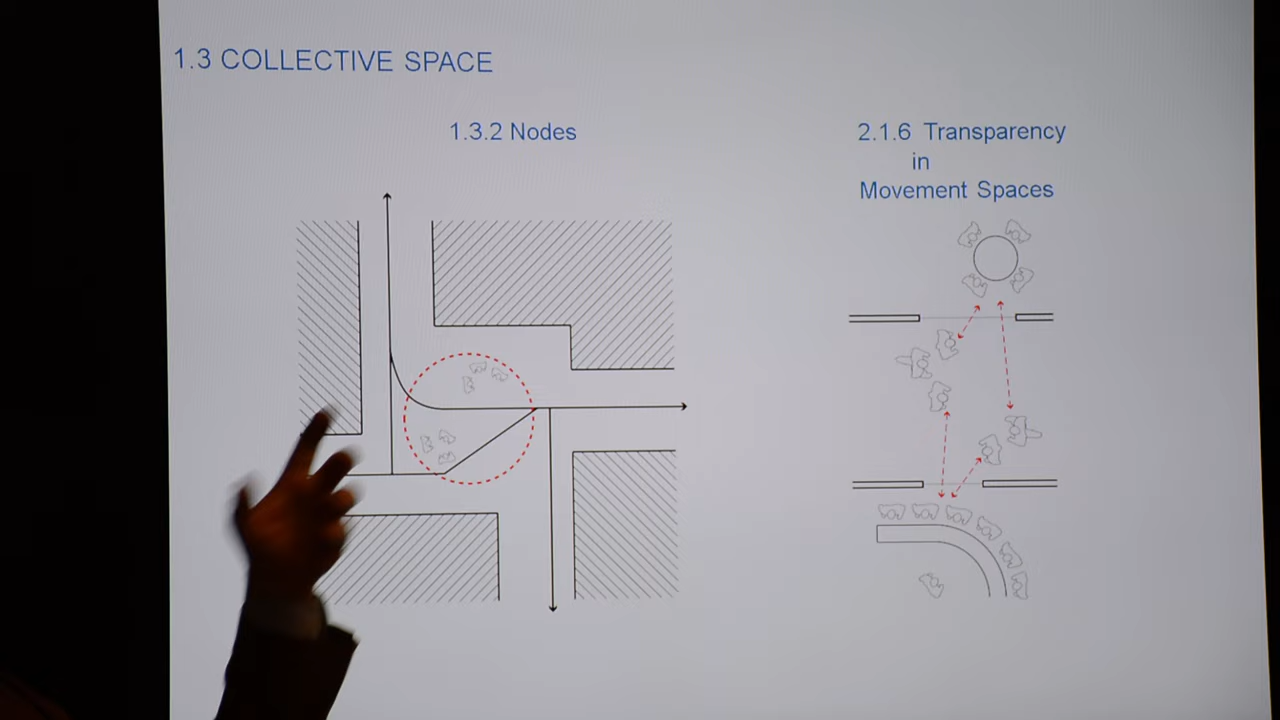 1.3 COLLECTIVE SPACE
1.3.2 Nodes
2.1.6 Transparency
in
Movement Spaces